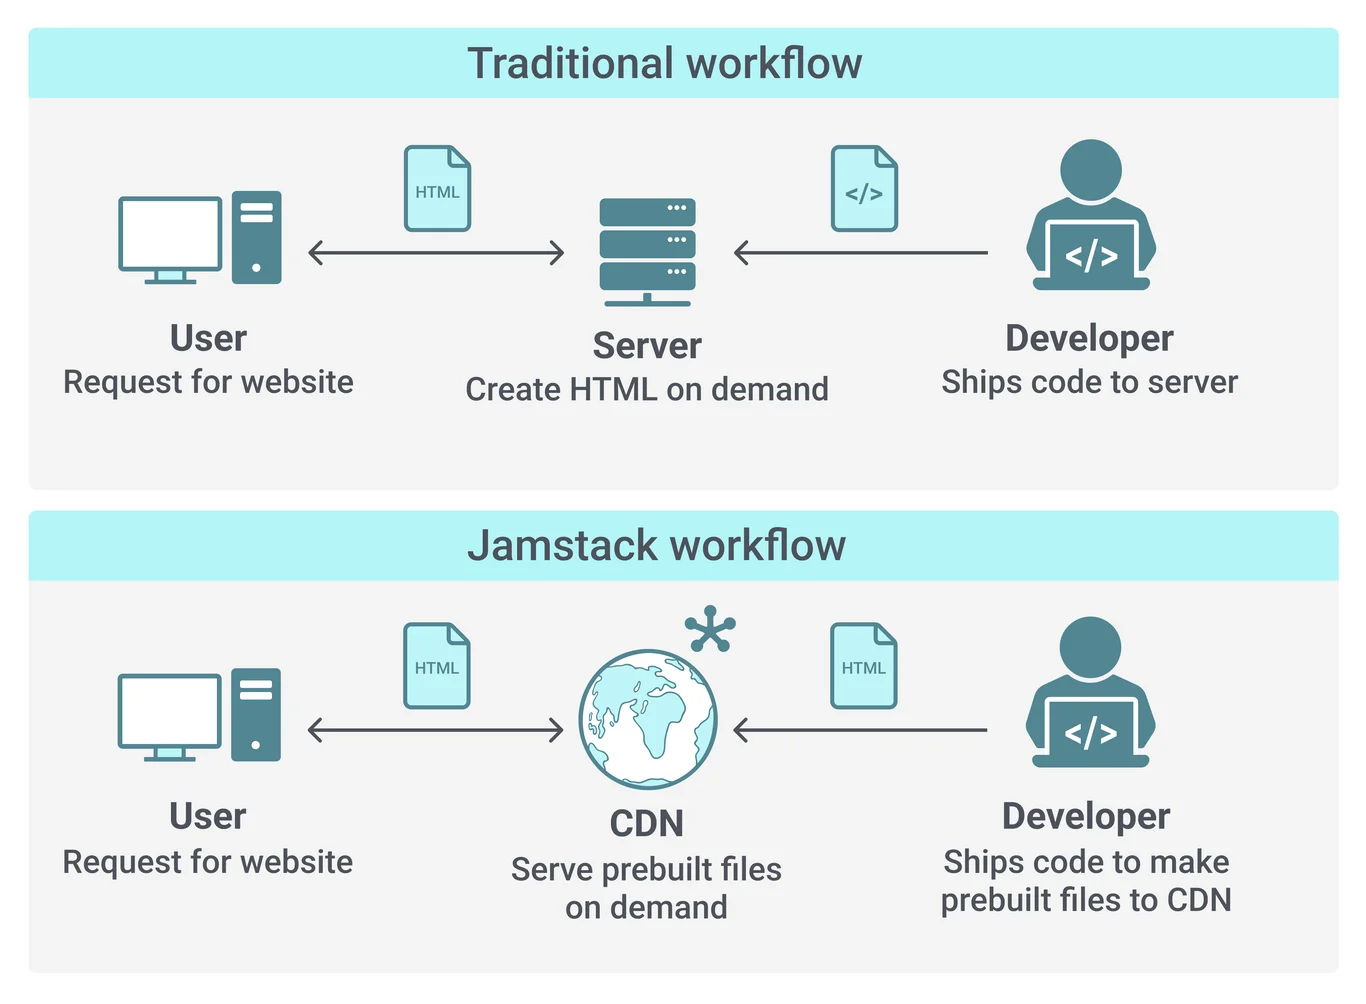 Traditional workflow
HTML
</>
</>
User
Request for website
Server
Create HTML on demand
Developer
Ships code to server
Jamstack workflow
HTML
HTML
</>
User
Request for website
CDN
Serve prebuilt files
on demand
Developer
Ships code to make
prebuilt files to CDN